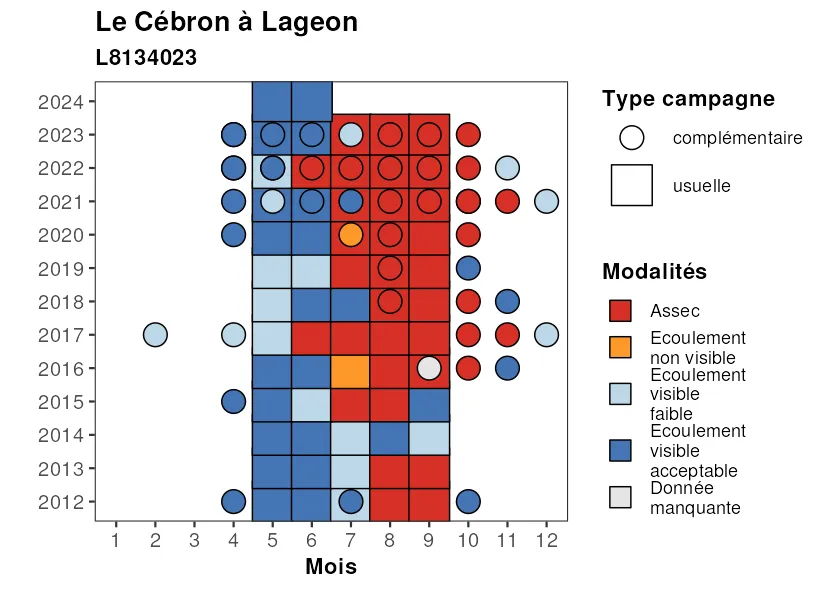 Le Cébron à Lageon
L8134023
2024
2023
2022
2021
2020
2019
2018
2017
2016
2015
2014
2013
2012
1 2 3 4 5 6 7 8 9 10 11 12
Mois
Type campagne
complémentaire
usuelle
Modalités
Assec
Ecoulement
non visible
Ecoulement
visible
faible
Ecoulement
visible
acceptable
Donnée
manquante